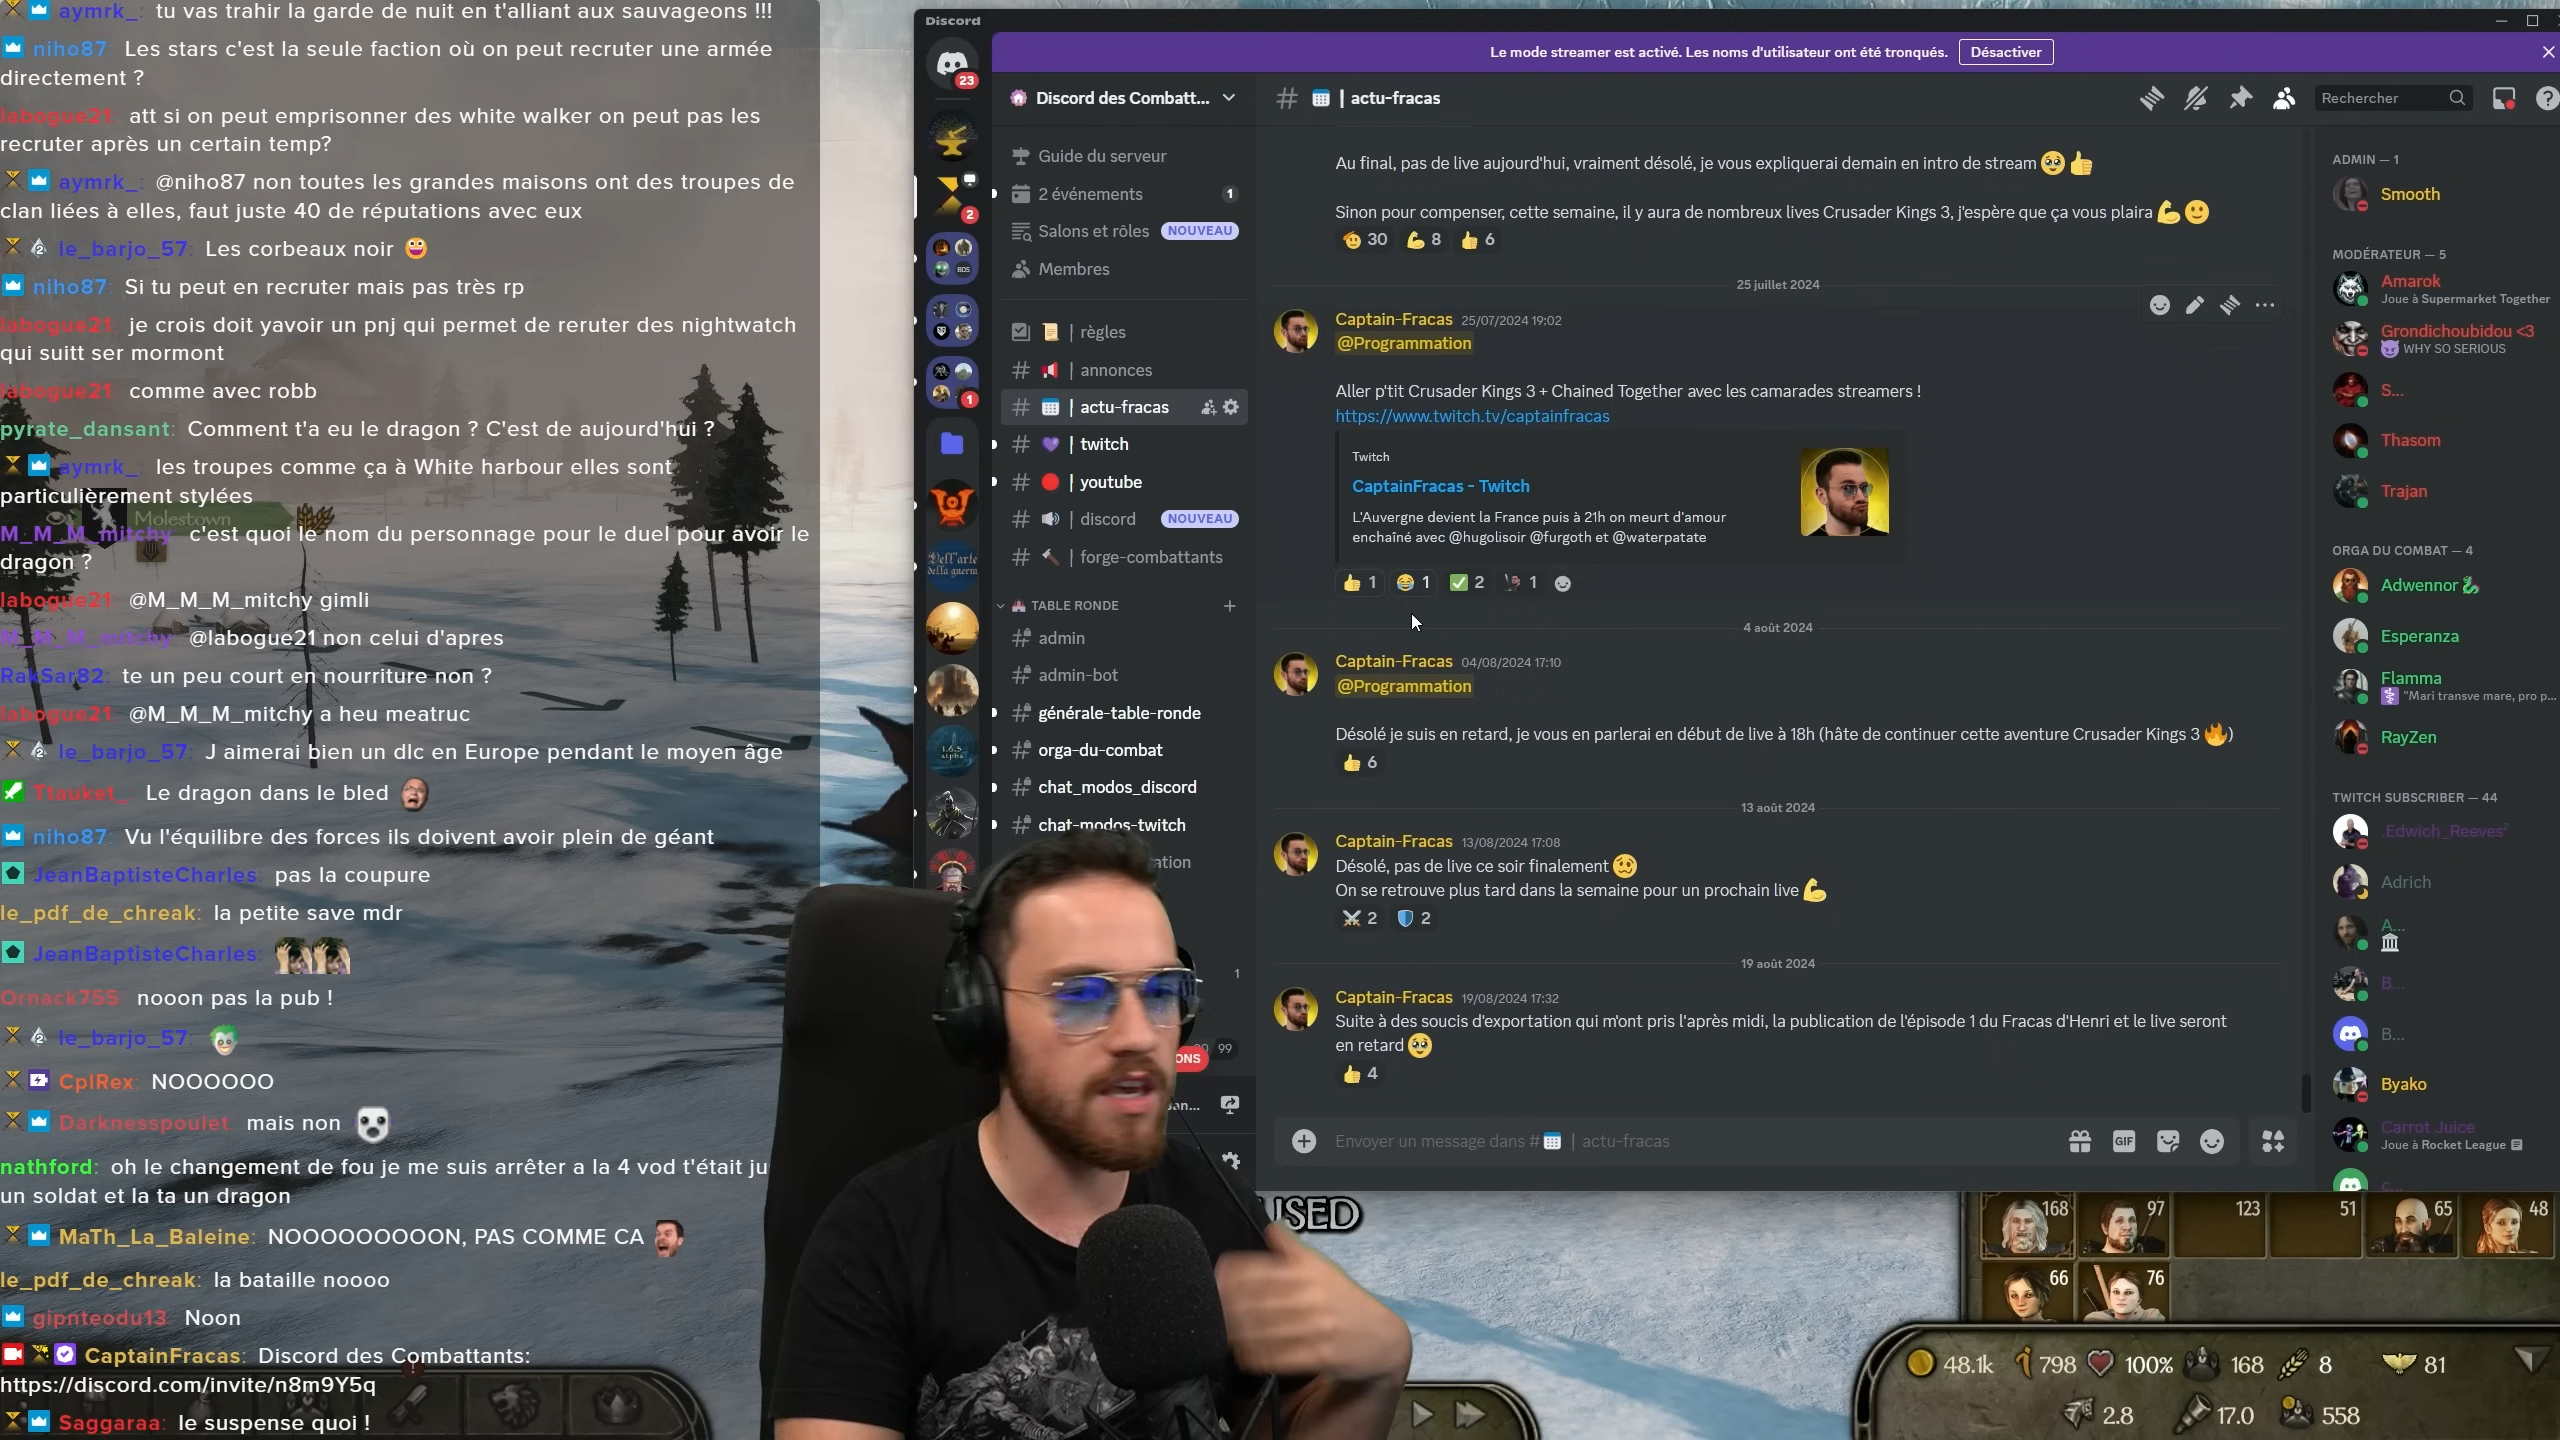 aymrk_: tu vas trahir la garde de nuit en t'alliant aux sauvageons !!!
niho87: Les stars c'est la seule faction où on peut recruter une armée
directement ?
labogue21: att si on peut emprisonner des white walker on peut pas les
recruter après un certain temp?
aymrk_: @niho87 non toutes les grandes maisons ont des troupes de
clan liées à elles, faut juste 40 de réputations avec eux
le_barjo_57: Les corbeaux noir
niho87: Si tu peut en recruter mais pas très rp
labogue21: je crois doit yavoir un pnj qui permet de reruter des nightwatch
qui suitt ser mormont
labogue21: comme avec robb
pyrate_dansant: Comment t'a eu le dragon ? C'est de aujourd'hui ?
aymrk_: les troupes comme ça à White harbour elles sont
particulièrement stylées
Molestown
M_M_M_mitchy: c'est quoi le nom du personnage pour le duel pour avoir le
dragon ?
labogue21: @M_M_M_mitchy gimli
M_M_M_mitchy: @labogue21 non celui d'apres
RakSar82: te un peu court en nourriture non ?
labogue21: @M_M_M_mitchy a heu meatruc
le_barjo_57: J aimerai bien un dlc en Europe pendant le moyen âge
Ttauket_: Le dragon dans le bled
niho87: Vu l'équilibre des forces ils doivent avoir plein de géant
JeanBaptisteCharles: pas la coupure
le_pdf_de_chreak: la petite save mdr
JeanBaptisteCharles:
Ornack755: nooon pas la pub !
le_barjo_57:
CplRex: NOOOOOO
Darknesspoulet: mais non
nathford: oh le changement de fou je me suis arrêter a la 4 vod t'était ju
un soldat et la ta un dragon
MaTh_La_Baleine: NOOOOOOOOON, PAS COMME CA
le_pdf_de_chreak: la bataille noooo
gipnteodu13: Noon
CaptainFracas: Discord des Combattants:
https://discord.com/invite/n8m9Y5q
Saggaraa: le suspense quoi !
Discord
Le mode streamer est activé. Les noms d'utilisateur ont été tronqués. Désactiver
23
2
BDS
1
Dell'arte
della guerra
1.6.5
alpha
Discord des Combatt...
Guide du serveur
2 événements 1
Salons et rôles NOUVEAU
Membres
| règles
# | annonces
# | actu-fracas
# | twitch
# | youtube
| discord NOUVEAU
# | forge-combattants
TABLE RONDE +
admin
admin-bot
générale-table-ronde
orga-du-combat
chat_modos_discord
chat-modos-twitch
ation
1
99
ONS
# | actu-fracas
Rechercher
Au final, pas de live aujourd'hui, vraiment désolé, je vous expliquerai demain en intro de stream
Sinon pour compenser, cette semaine, il y aura de nombreux lives Crusader Kings 3, j'espère que ça vous plaira
30 8 6
25 juillet 2024
Captain-Fracas 25/07/2024 19:02
@Programmation
Aller p'tit Crusader Kings 3 + Chained Together avec les camarades streamers !
https://www.twitch.tv/captainfracas
Twitch
CaptainFracas - Twitch
L'Auvergne devient la France puis à 21h on meurt d'amour
enchaîné avec @hugolisoir @furgoth et @waterpatate
1 1 2 1
4 août 2024
Captain-Fracas 04/08/2024 17:10
@Programmation
Désolé je suis en retard, je vous en parlerai en début de live à 18h (hâte de continuer cette aventure Crusader Kings 3 )
6
13 août 2024
Captain-Fracas 13/08/2024 17:08
Désolé, pas de live ce soir finalement
On se retrouve plus tard dans la semaine pour un prochain live
2 2
19 août 2024
Captain-Fracas 19/08/2024 17:32
Suite à des soucis d'exportation qui m'ont pris l'après midi, la publication de l'épisode 1 du Fracas d'Henri et le live seront
en retard
4
Envoyer un message dans # | actu-fracas
GIF
ADMIN — 1
Smooth
MODÉRATEUR — 5
Amarok
Joue à Supermarket Together
Grondichoubidou <3
WHY SO SERIOUS
S...
Thasom
Trajan
ORGA DU COMBAT — 4
Adwennor
Esperanza
Flamma
"Mari transve mare, pro p...
RayZen
TWITCH SUBSCRIBER — 44
.Edwich_Reeves²
Adrich
A...
B...
B...
Byako
Carrot Juice
Joue à Rocket League
USED
168 97 123 51 65 48
66 76
48.1k 798 100% 168 8 81
2.8 17.0 558